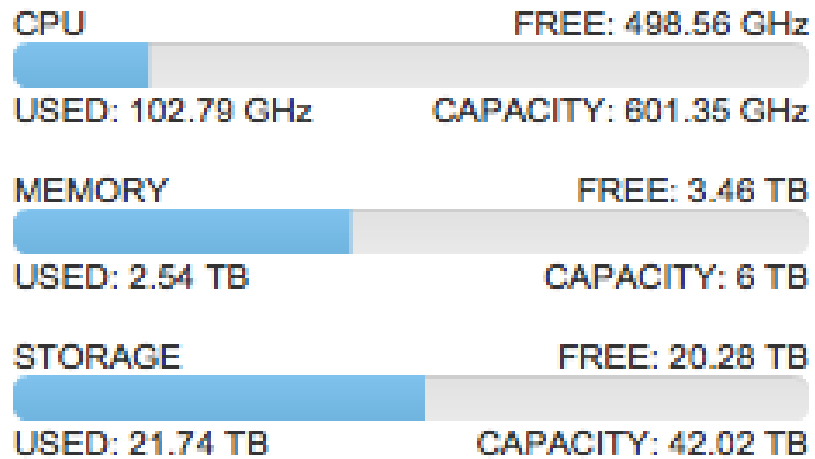 CPU FREE: 498.56 GHz
USED: 102.79 GHz CAPACITY: 601.35 GHz
MEMORY FREE: 3.46 TB
USED: 2.54 TB CAPACITY: 6 TB
STORAGE FREE: 20.28 TB
USED: 21.74 TB CAPACITY: 42.02 TB